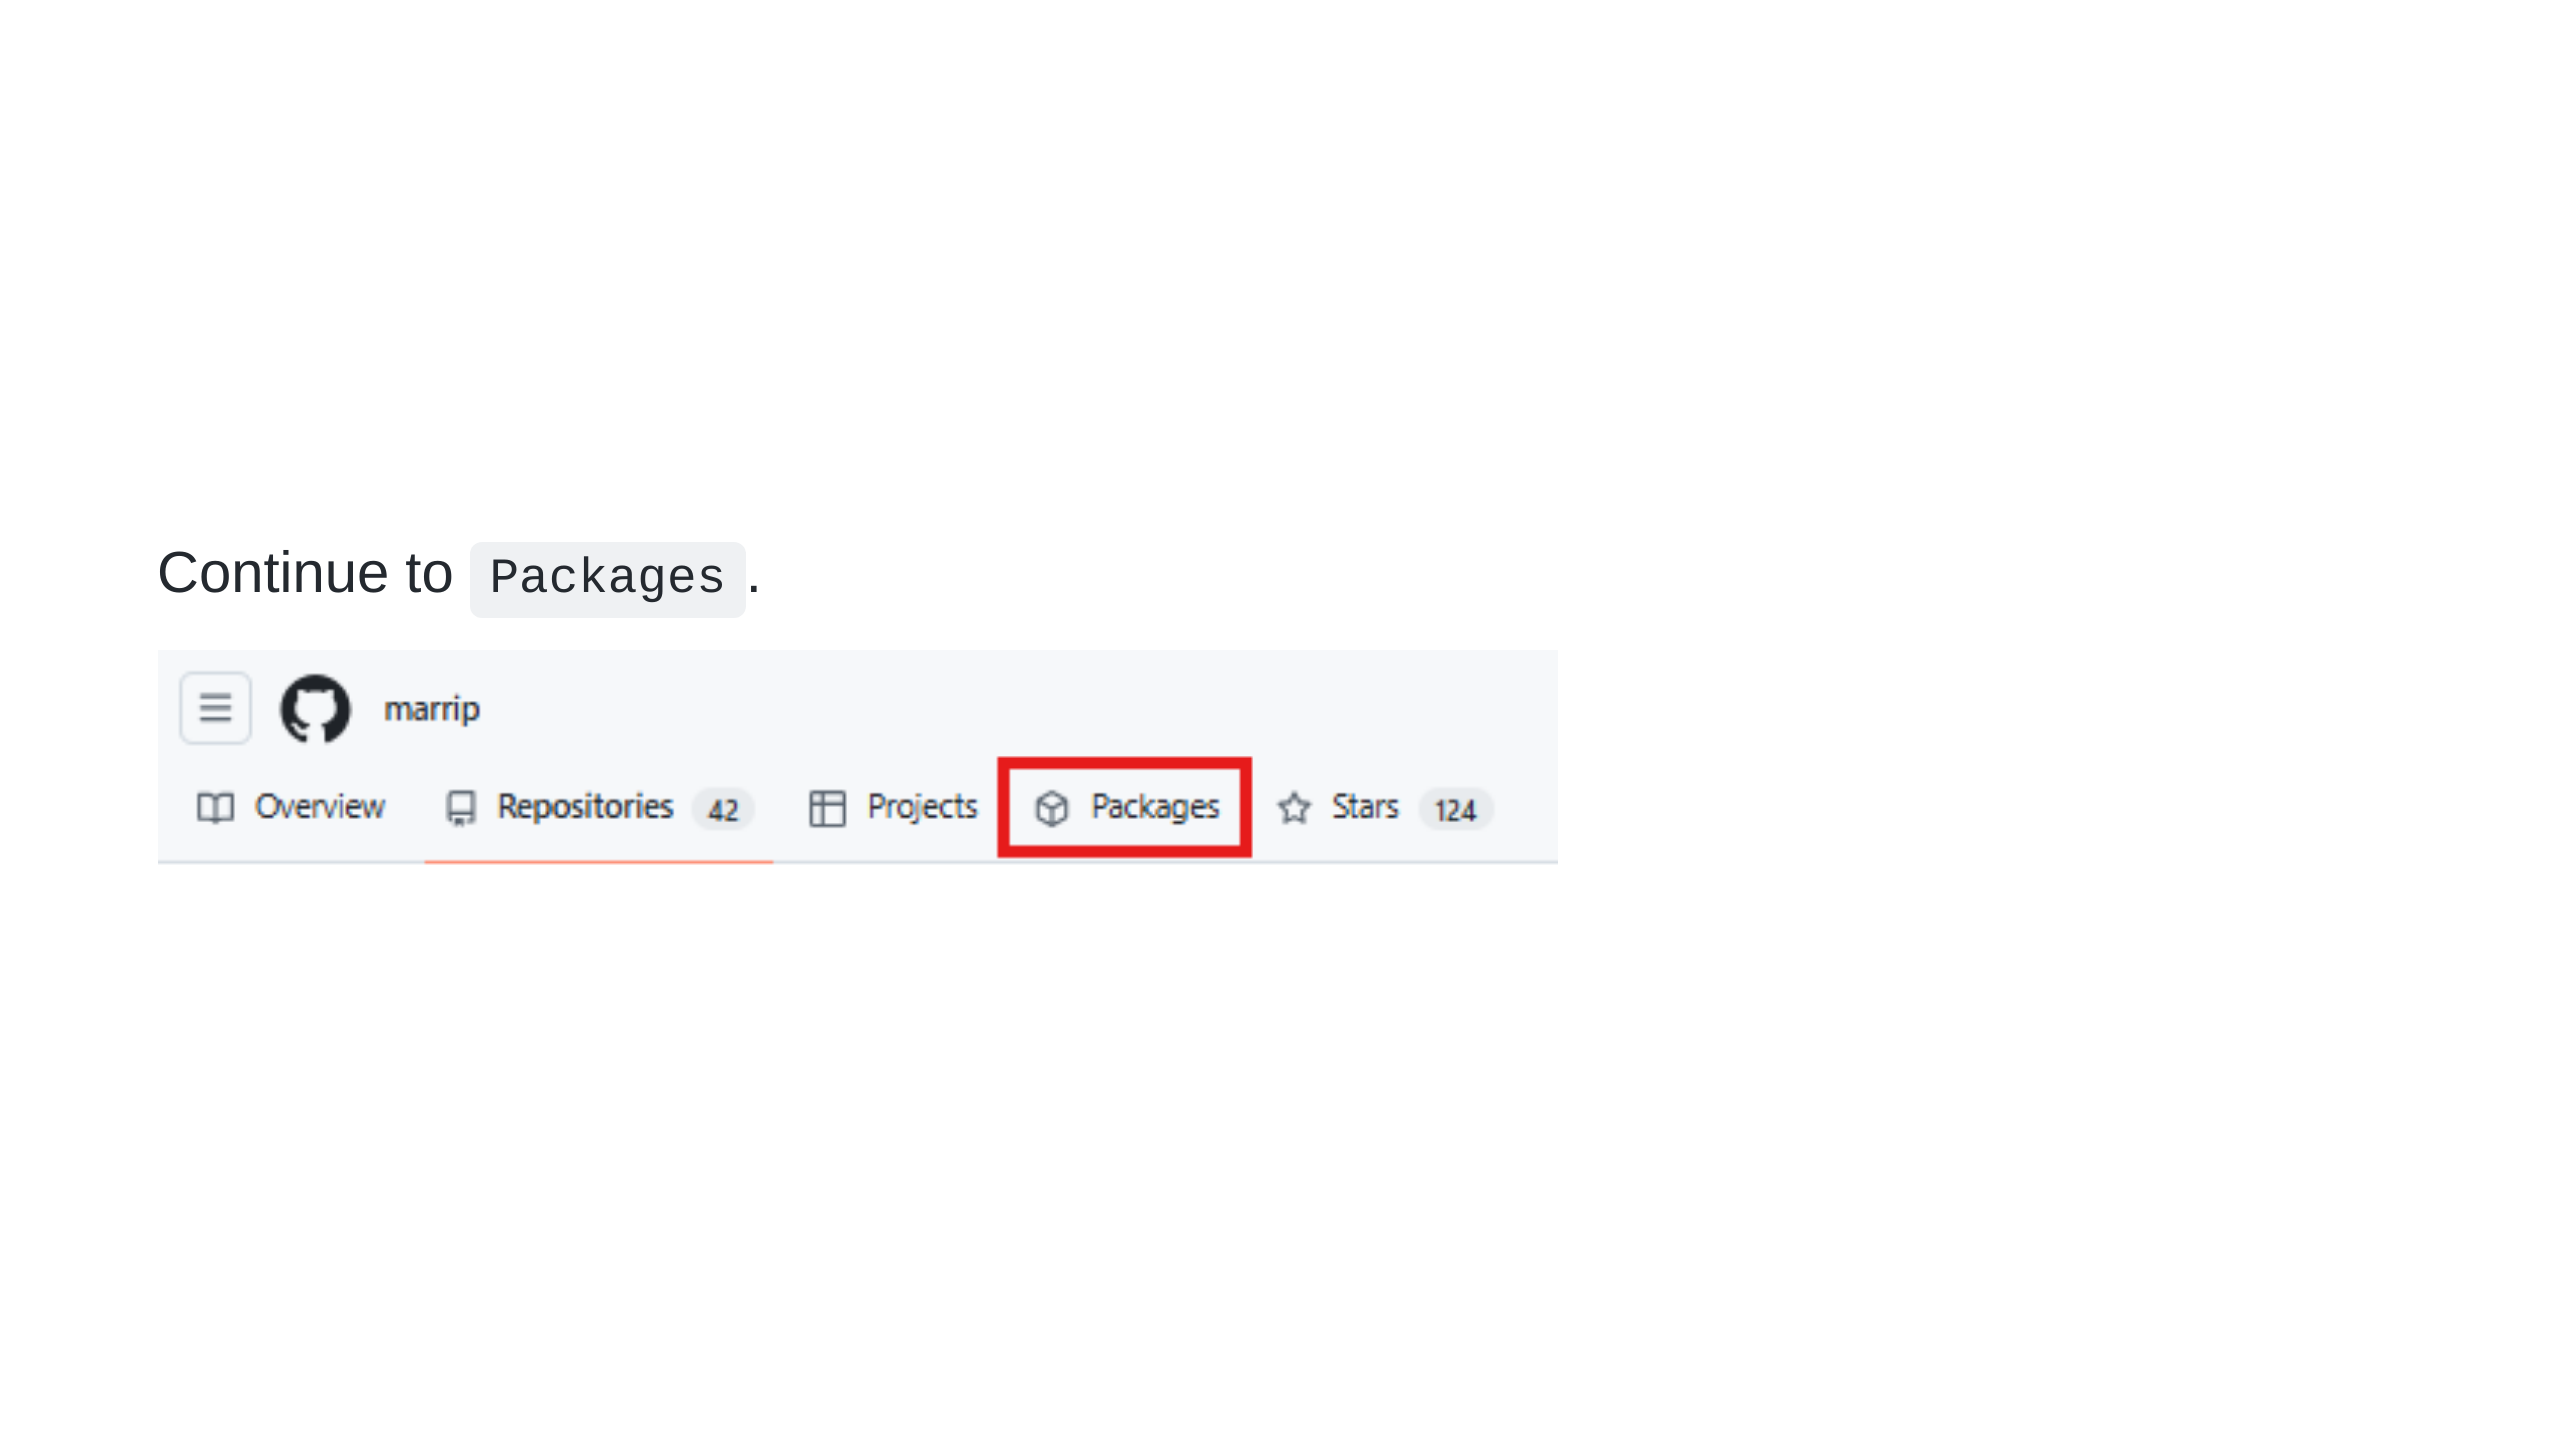 Continue to Packages.
marrip
Overview Repositories 42 Projects Packages Stars 124